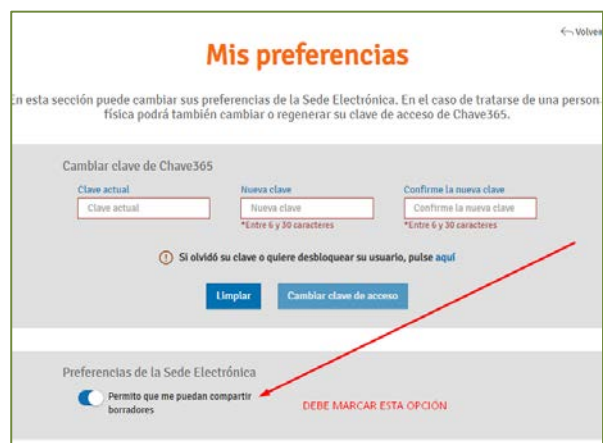 Volver
Mis preferencias
En esta sección puede cambiar sus preferencias de la Sede Electrónica. En el caso de tratarse de una person
física podrá también cambiar o regenerar su clave de acceso de Chave365.
Cambiar clave de Chave365
Clave actual Nueva clave Confirme la nueva clave
Clave actual Nueva clave Confirme la nueva clave
*Entre 6 y 30 caracteres *Entre 6 y 30 caracteres
Si olvidó su clave o quiere desbloquear su usuario, pulse aquí
Limpiar Cambiar clave de acceso
Preferencias de la Sede Electrónica
Permito que me puedan compartir
borradores
DEBE MARCAR ESTA OPCIÓN